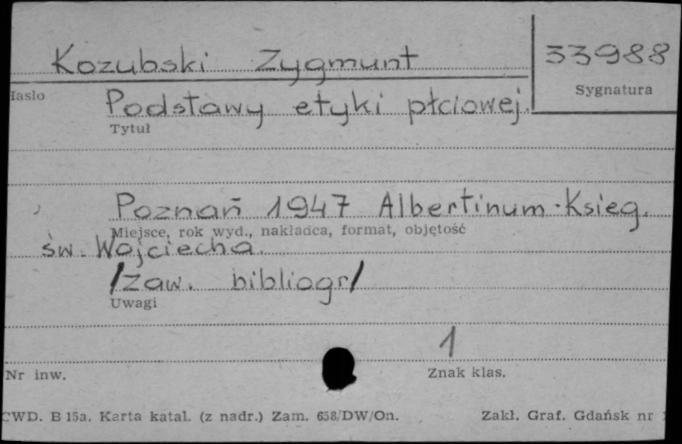 Kozubski Zygmunt 33988
Hasło Sygnatura
Podstawy etyki płciowej.
Tytuł
Poznań 1947 Albertinum · Ksieg.
Miejsce, rok wyd., nakładca, format, objętość
św. Wojciecha.
/zaw. bibliogr/
Uwagi
1
Nr inw. Znak klas.
CWD. B 15a. Karta katal. (z nadr.) Zam. 658/DW/On. Zakł. Graf. Gdańsk nr